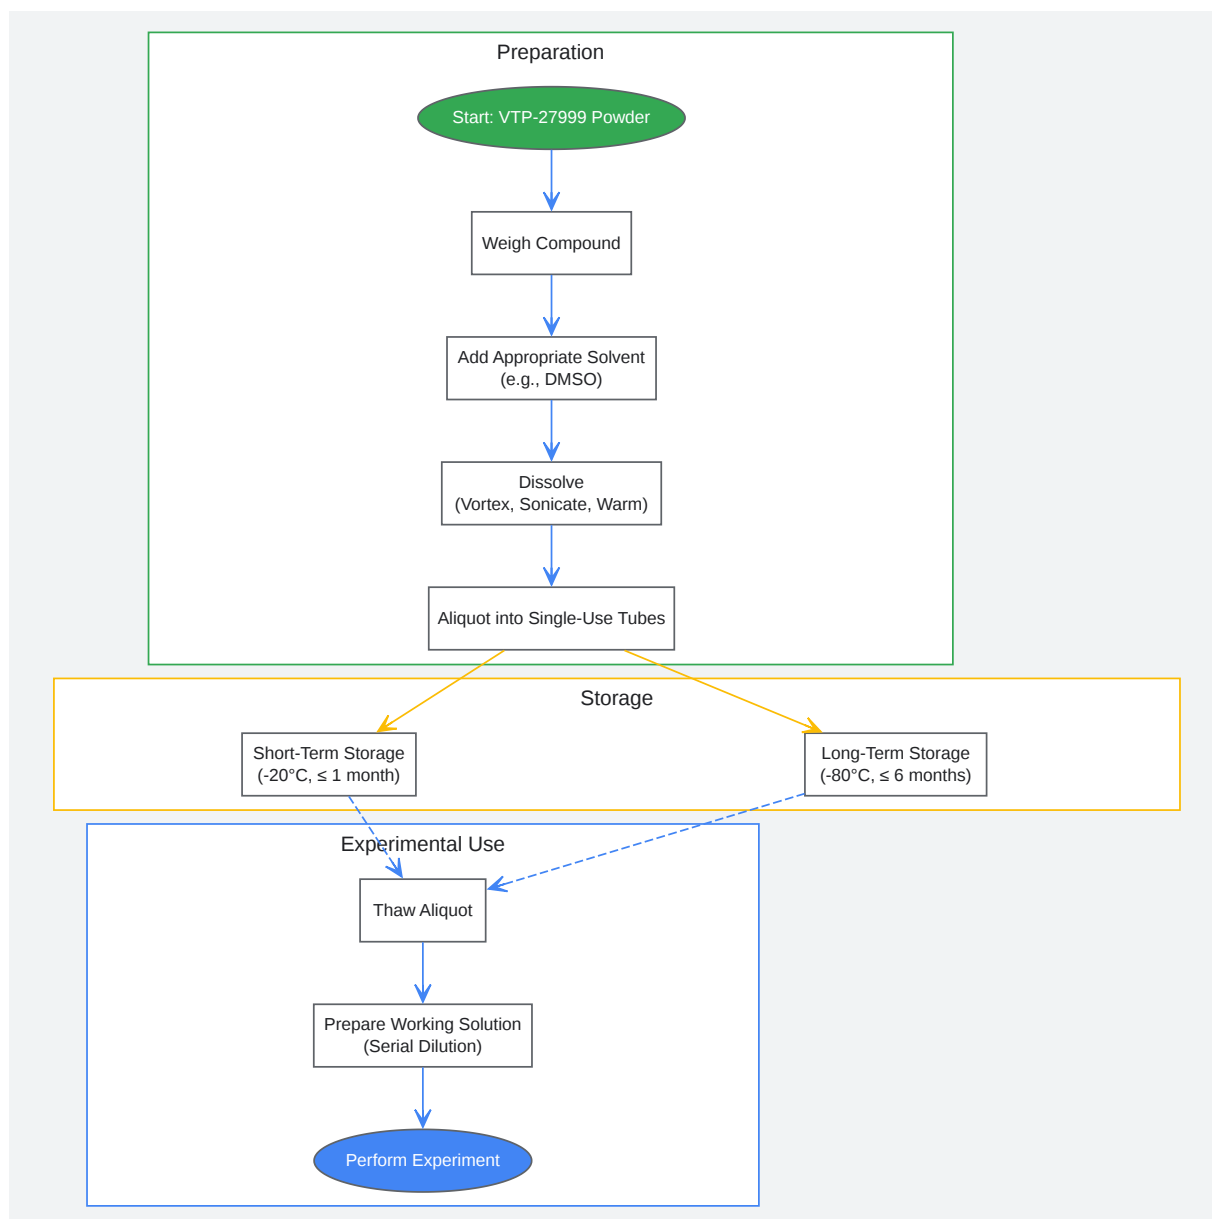 Preparation
Start: VTP-27999 Powder
Weigh Compound
Add Appropriate Solvent
(e.g., DMSO)
Dissolve
(Vortex, Sonicate, Warm)
Aliquot into Single-Use Tubes
Storage
Short-Term Storage
(-20°C, ≤ 1 month)
Long-Term Storage
(-80°C, ≤ 6 months)
Experimental Use
Thaw Aliquot
Prepare Working Solution
(Serial Dilution)
Perform Experiment